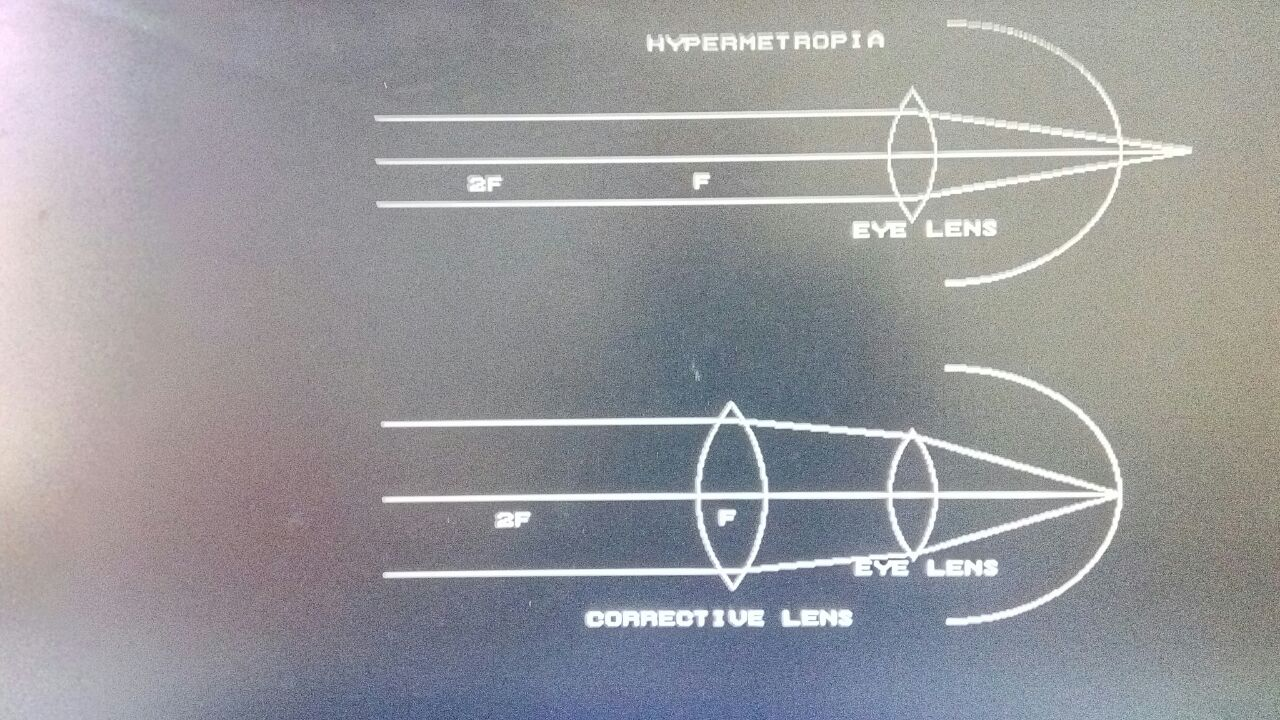 HYPERMETROPIA
2F F
EYE LENS
2F F
EYE LENS
CORRECTIVE LENS